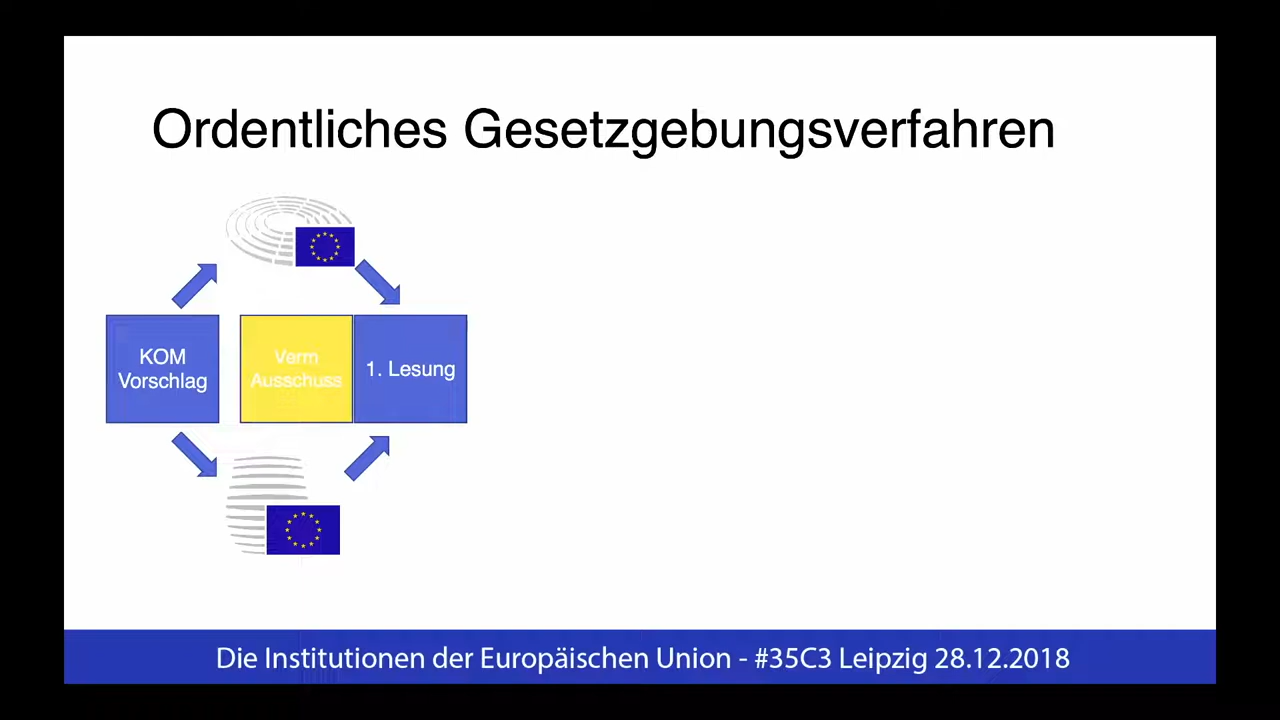 Ordentliches Gesetzgebungsverfahren
KOM
Vorschlag
Verm
Ausschuss
1. Lesung
Die Institutionen der Europäischen Union - #35C3 Leipzig 28.12.2018